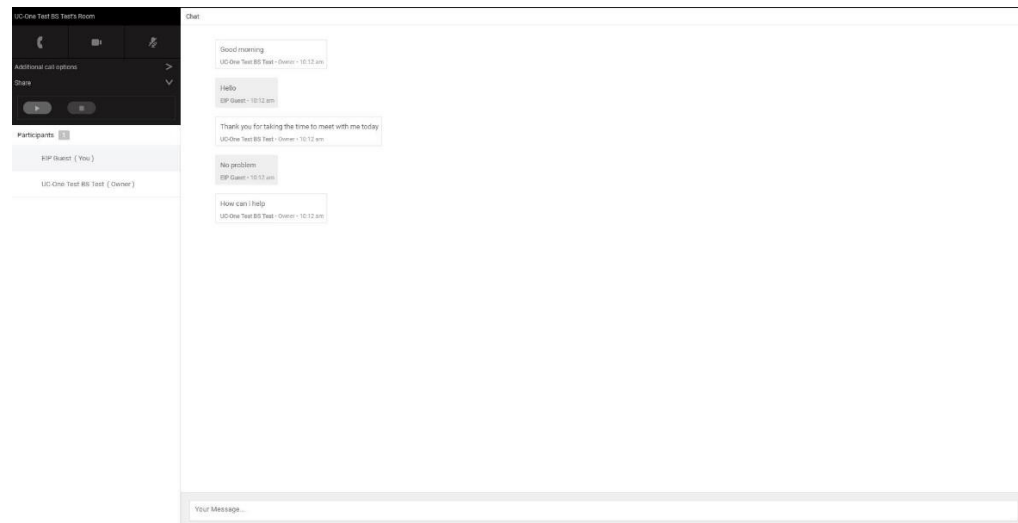 UC-One Test BS Test's Room
Additional call options
Share
Participants 1
EIP Guest ( You )
UC-One Test BS Test ( Owner )
Chat
Good morning
UC-One Test BS Test - Owner - 10:12 am
Hello
EIP Guest - 10:12 am
Thank you for taking the time to meet with me today
UC-One Test BS Test - Owner - 10:12 am
No problem
EIP Guest - 10:12 am
How can I help
UC-One Test BS Test - Owner - 10:12 am
Your Message...